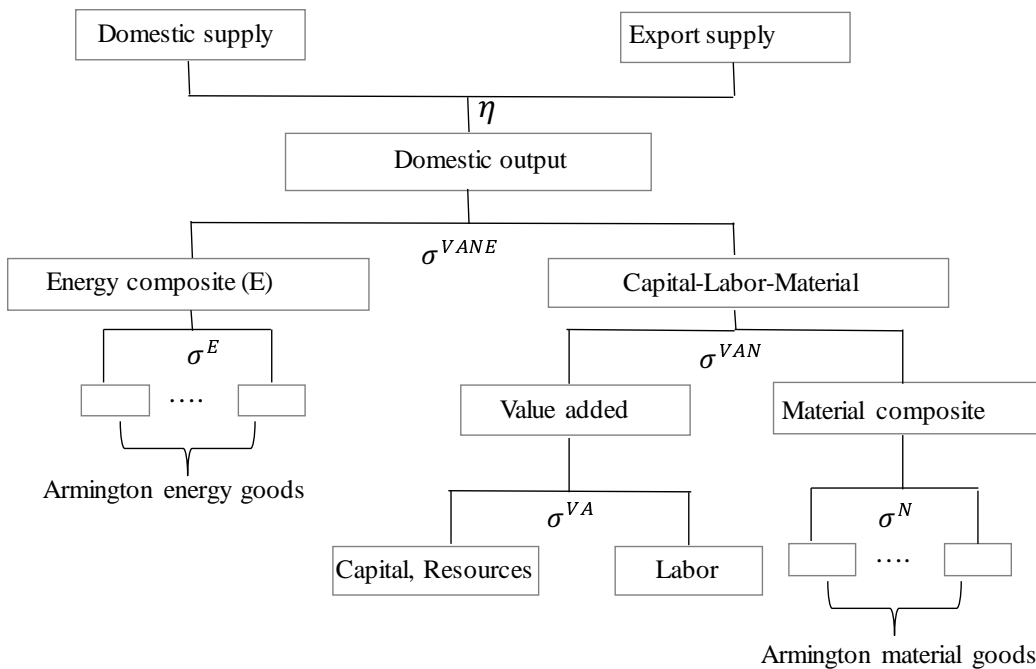 Domestic supply
Export supply
η
Domestic output
σ^VANE
Energy composite (E)
Capital-Labor-Material
σ^E
σ^VAN
....
Value added
Material composite
Armington energy goods
σ^VA
σ^N
Capital, Resources
Labor
....
Armington material goods